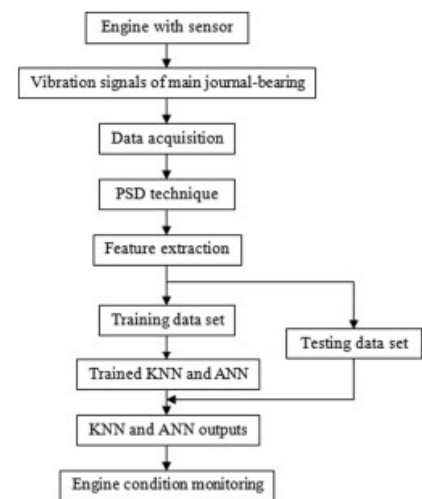 Engine with sensor
Vibration signals of main journal-bearing
Data acquisition
PSD technique
Feature extraction
Training data set
Testing data set
Trained KNN and ANN
KNN and ANN outputs
Engine condition monitoring